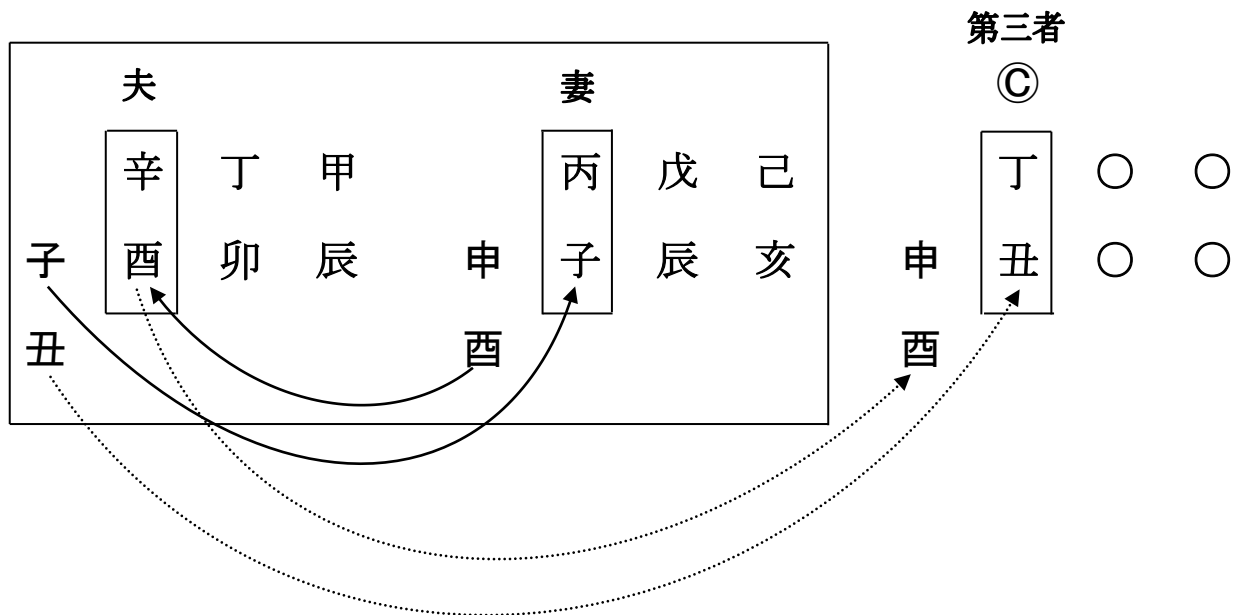 第三者
夫 妻 Ⓒ
辛 丁 甲 丙 戊 己 丁 〇 〇
子 酉 卯 辰 申 子 辰 亥 申 丑 〇 〇
丑 酉 酉